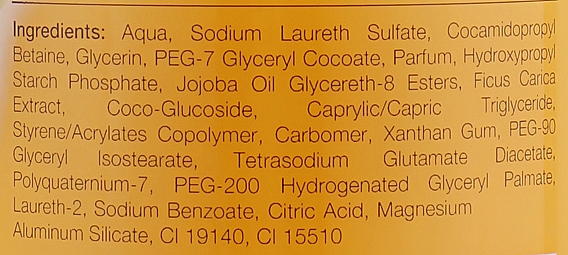 Ingredients: Aqua, Sodium Laureth Sulfate, Cocamidopropyl
Betaine, Glycerin, PEG-7 Glyceryl Cocoate, Parfum, Hydroxypropyl
Starch Phosphate, Jojoba Oil Glycereth-8 Esters, Ficus Carica
Extract, Coco-Glucoside, Caprylic/Capric Triglyceride,
Styrene/Acrylates Copolymer, Carbomer, Xanthan Gum, PEG-90
Glyceryl Isostearate, Tetrasodium Glutamate Diacetate,
Polyquaternium-7, PEG-200 Hydrogenated Glyceryl Palmate,
Laureth-2, Sodium Benzoate, Citric Acid, Magnesium
Aluminum Silicate, CI 19140, CI 15510